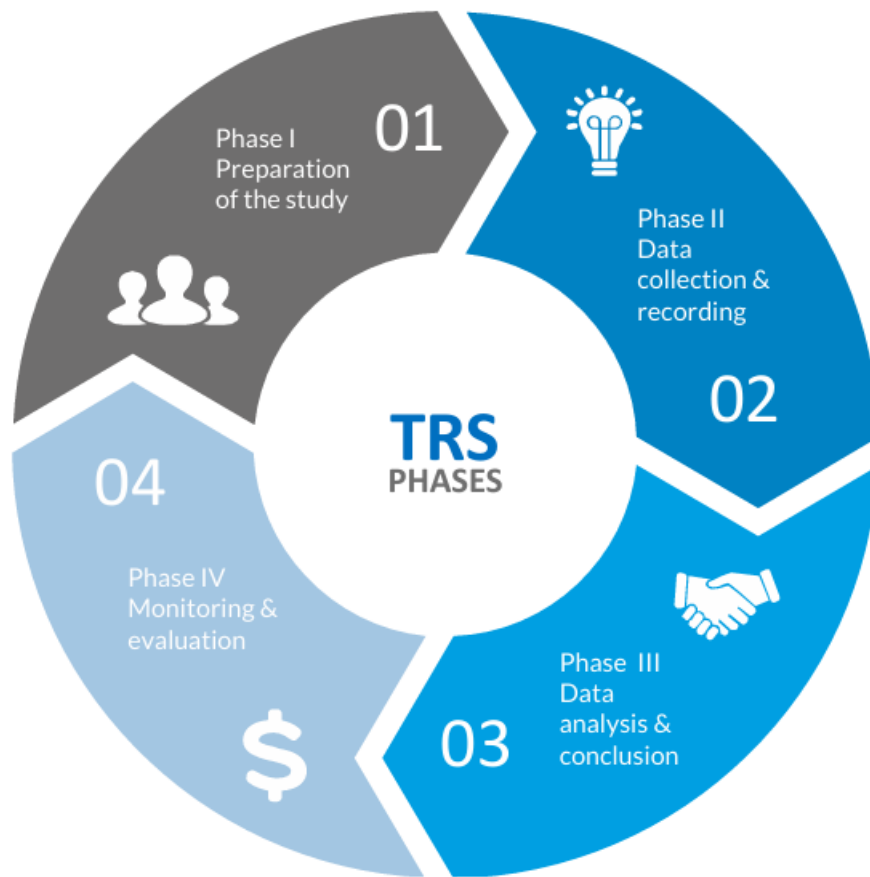 01
Phase I
Preparation
of the study
02
Phase II
Data
collection &
recording
03
Phase III
Data
analysis &
conclusion
04
Phase IV
Monitoring &
evaluation
$
TRS
PHASES